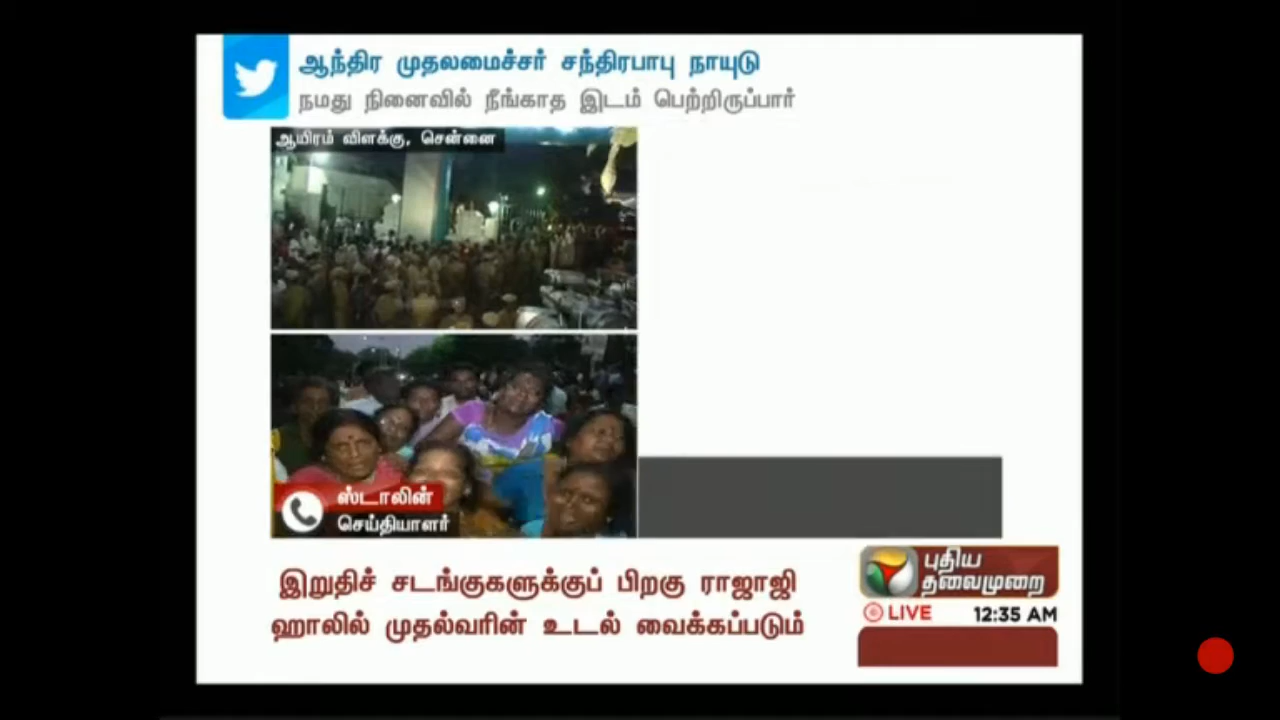 ஆந்திர முதலமைச்சர் சந்திரபாபு நாயுடு
நமது நினைவில் நீங்காத இடம் பெற்றிருப்பார்
ஆயிரம் விளக்கு, சென்னை
ஸ்டாலின்
செய்தியாளர்
இறுதிச் சடங்குகளுக்குப் பிறகு ராஜாஜி
ஹாலில் முதல்வரின் உடல் வைக்கப்படும்
புதிய
தலைமுறை
LIVE 12:35 AM